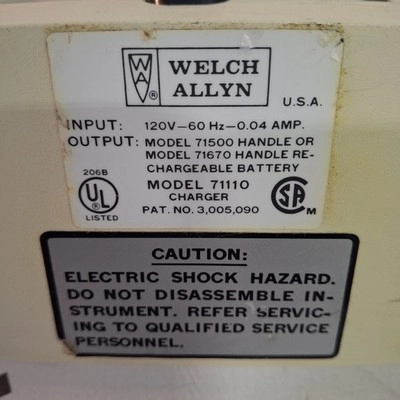 WA®
WELCH
ALLYN
U.S.A.
INPUT: 120V—60 Hz—0.04 AMP.
OUTPUT: MODEL 71500 HANDLE OR
MODEL 71670 HANDLE RE-
CHARGEABLE BATTERY
206B
UL®
LISTED
MODEL 71110
CHARGER
PAT. NO. 3,005,090
SA
M
CAUTION:
ELECTRIC SHOCK HAZARD.
DO NOT DISASSEMBLE IN-
STRUMENT. REFER SERVIC-
ING TO QUALIFIED SERVICE
PERSONNEL.